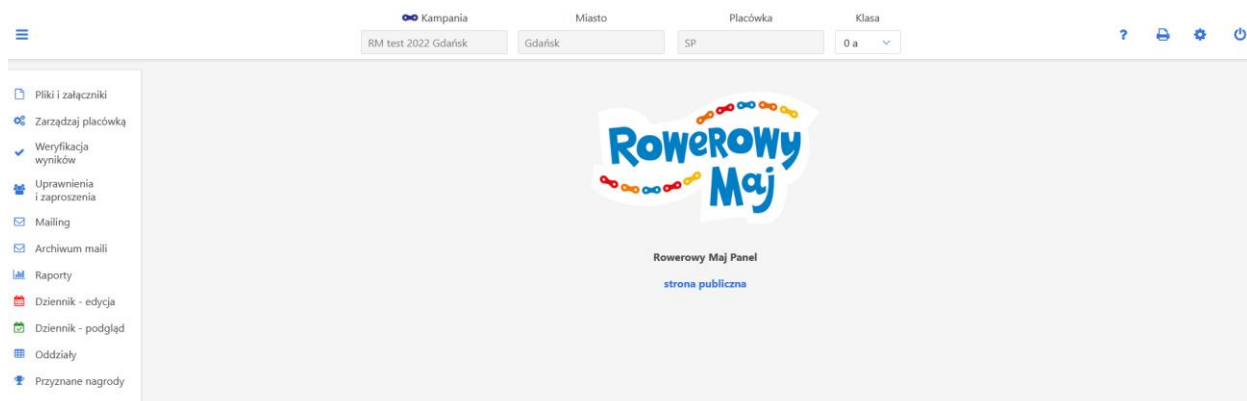 Kampania
Miasto
Placówka
Klasa
RM test 2022 Gdańsk
Gdańsk
SP
0 a
?
Pliki i załączniki
Zarządzaj placówką
Weryfikacja
wyników
Uprawnienia
i zaproszenia
Mailing
Archiwum maili
Raporty
Dziennik - edycja
Dziennik - podgląd
Oddziały
Przyznane nagrody
Rowerowy
Maj
Rowerowy Maj Panel
strona publiczna